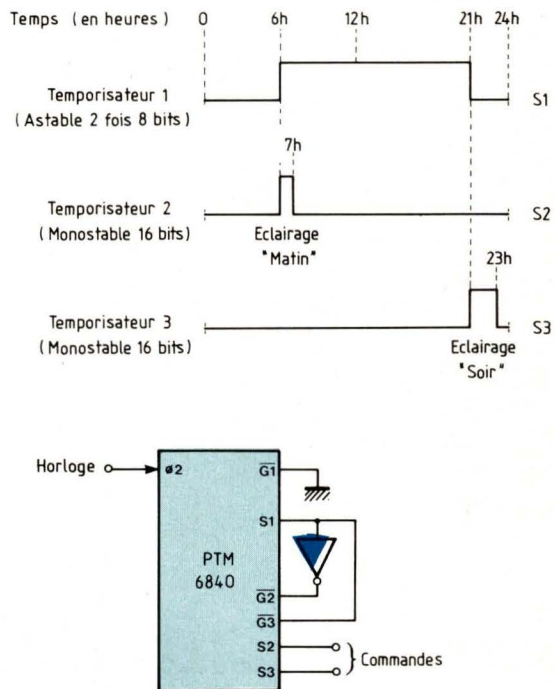 Temps (en heures) 0 6h 12h 21h 24h
Temporisateur 1
(Astable 2 fois 8 bits)
S1
7h
Temporisateur 2
(Monostable 16 bits)
S2
Eclairage
"Matin"
23h
Temporisateur 3
(Monostable 16 bits)
S3
Eclairage
"Soir"
Horloge ø2 G1
S1
PTM
6840
G2
G3
S2
S3
Commandes